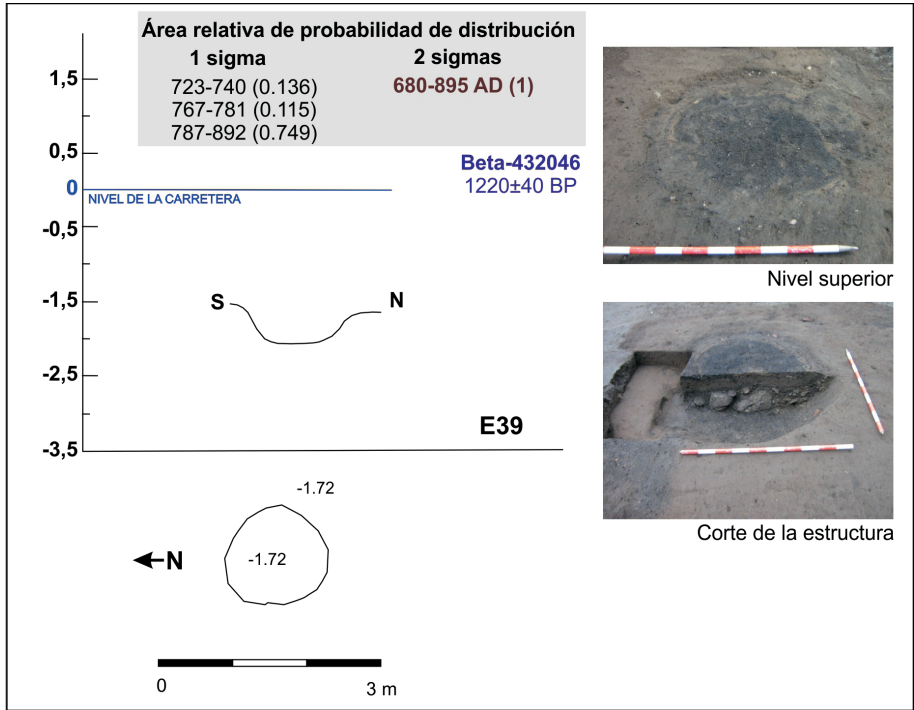 Área relativa de probabilidad de distribución
1 sigma
2 sigmas
723-740 (0.136)
680-895 AD (1)
767-781 (0.115)
787-892 (0.749)
Beta-432046
1220±40 BP
1,5
0,5
0
NIVEL DE LA CARRETERA
-0,5
-1,5
-2,5
-3,5
S
N
E39
-1.72
-1.72
N
0
3 m
Nivel superior
Corte de la estructura